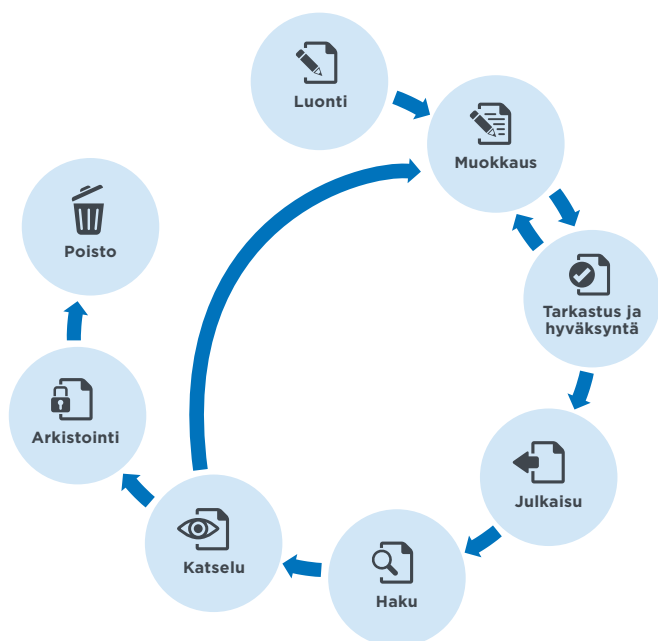 Luonti
Muokkaus
Tarkastus ja
hyväksyntä
Julkaisu
Haku
Katselu
Arkistointi
Poisto